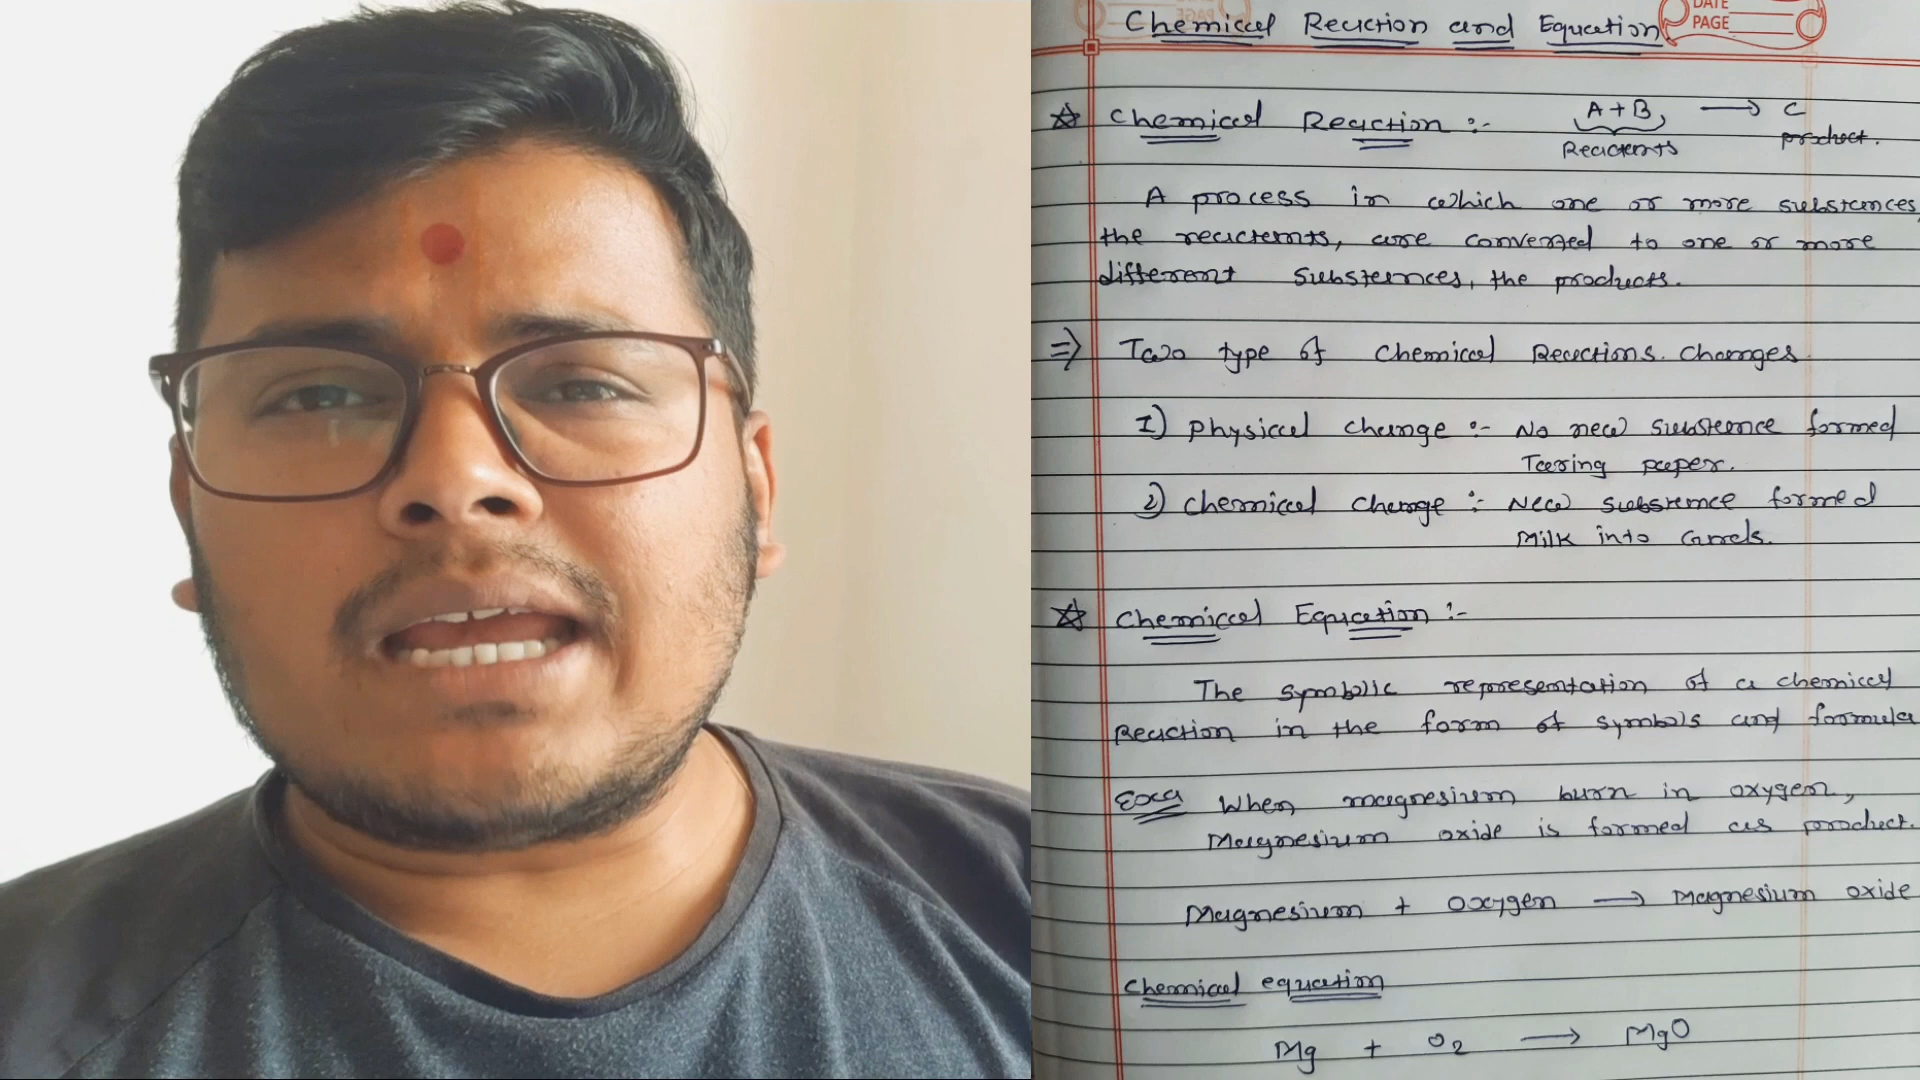 DATE
PAGE
Chemical Reaction and Equation
☆ Chemical Reaction :- A + B, → C
Reactants product.
A process in which one or more substances,
the reactants, are converted to one or more
different substances, the products.
⇒ Two type of Chemical Reactions. Changes.
1) Physical change :- No new substance formed
Tearing paper.
2) Chemical Change :- New substance formed
Milk into Curds.
☆ Chemical Equation :-
The symbolic representation of a chemical
Reaction in the form of symbols and formula
Exa When magnesium burn in oxygen,
Magnesium oxide is formed as product.
Magnesium + Oxygen → Magnesium oxide
Chemical equation
Mg + O2 → MgO